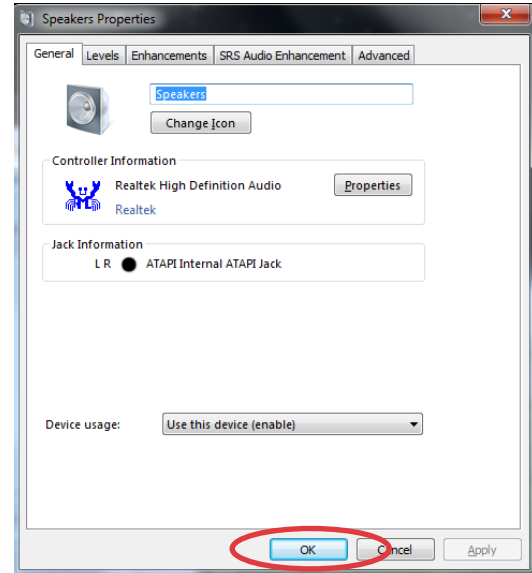 Speakers Properties
General Levels Enhancements SRS Audio Enhancement Advanced
Speakers
Change Icon
Controller Information
Realtek High Definition Audio Properties
Realtek
Jack Information
L R ATAPI Internal ATAPI Jack
Device usage: Use this device (enable)
OK Cancel Apply